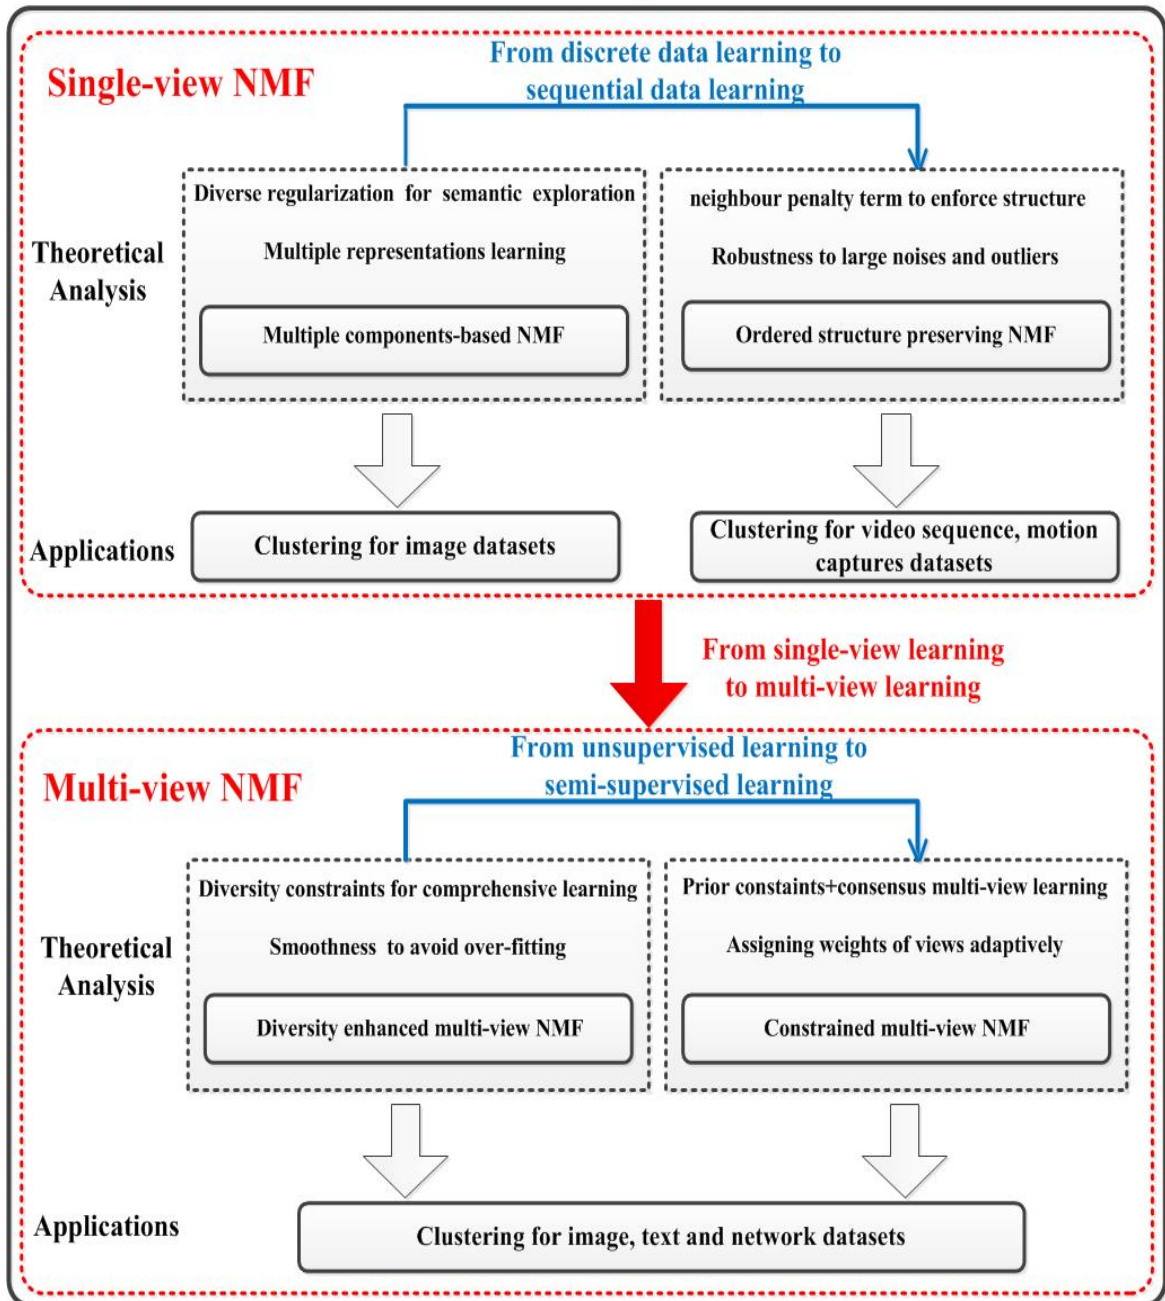 From discrete data learning to
sequential data learning
Single-view NMF
Diverse regularization for semantic exploration
Multiple representations learning
Multiple components-based NMF
neighbour penalty term to enforce structure
Robustness to large noises and outliers
Ordered structure preserving NMF
Theoretical
Analysis
Applications
Clustering for image datasets
Clustering for video sequence, motion
captures datasets
From single-view learning
to multi-view learning
From unsupervised learning to
semi-supervised learning
Multi-view NMF
Diversity constraints for comprehensive learning
Smoothness to avoid over-fitting
Diversity enhanced multi-view NMF
Prior constaints+consensus multi-view learning
Assigning weights of views adaptively
Constrained multi-view NMF
Theoretical
Analysis
Applications
Clustering for image, text and network datasets